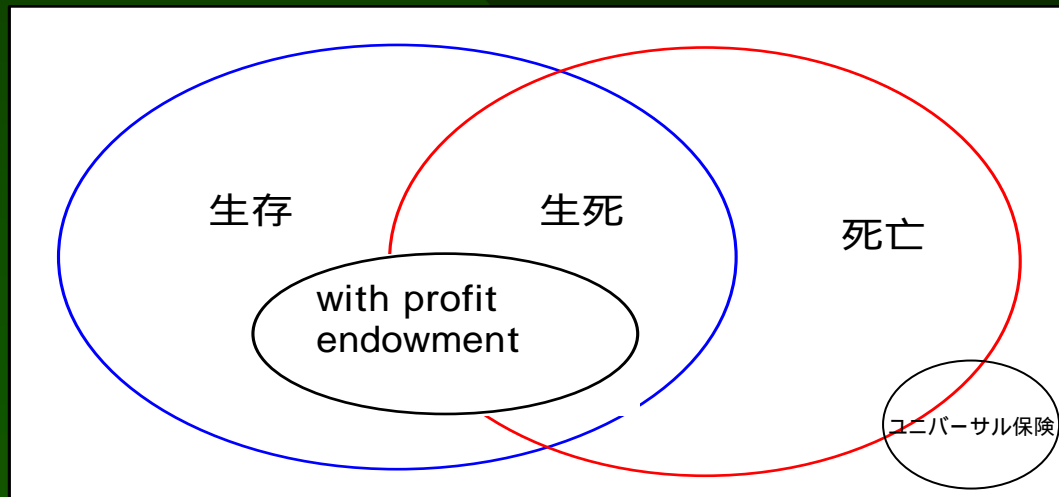 生存
生死
死亡
with profit
endowment
ユニバーサル保険